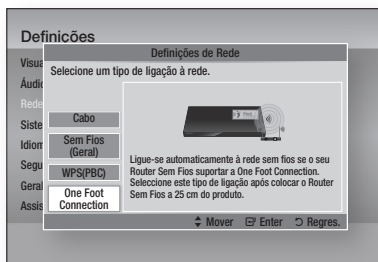 Definições
Definições de Rede
Visua
Selecione um tipo de ligação à rede.
Áudio
Rede
Siste
Idiom
Segu
Geral
Assis
Cabo
Sem Fios
(Geral)
WPS(PBC)
One Foot
Connection
Ligue-se automaticamente à rede sem fios se o seu
Router Sem Fios suportar a One Foot Connection.
Seleccione este tipo de ligação após colocar o Router
Sem Fios a 25 cm do produto.
Mover Enter Regres.